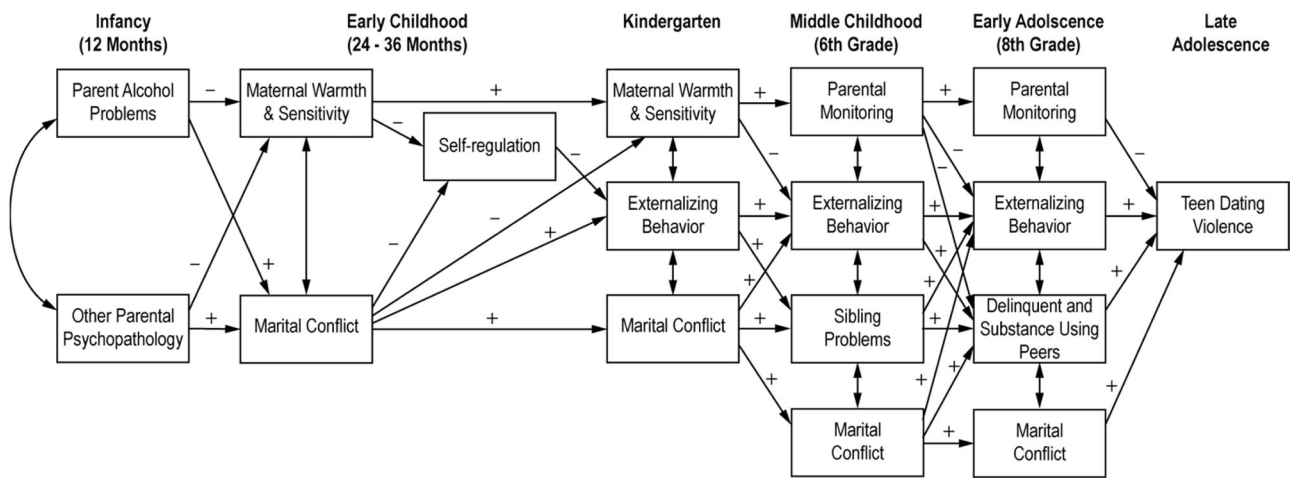 Infancy
(12 Months)
Early Childhood
(24 - 36 Months)
Kindergarten
Middle Childhood
(6th Grade)
Early Adolscence
(8th Grade)
Late
Adolescence
Parent Alcohol
Problems
Maternal Warmth
& Sensitivity
Self-regulation
Maternal Warmth
& Sensitivity
Parental
Monitoring
Parental
Monitoring
Externalizing
Behavior
Externalizing
Behavior
Externalizing
Behavior
Teen Dating
Violence
Other Parental
Psychopathology
Marital Conflict
Marital Conflict
Sibling
Problems
Delinquent and
Substance Using
Peers
Marital
Conflict
Marital
Conflict
− + + + − − − − − − + + + + − + − + + + + + + + + + + + + + + + +